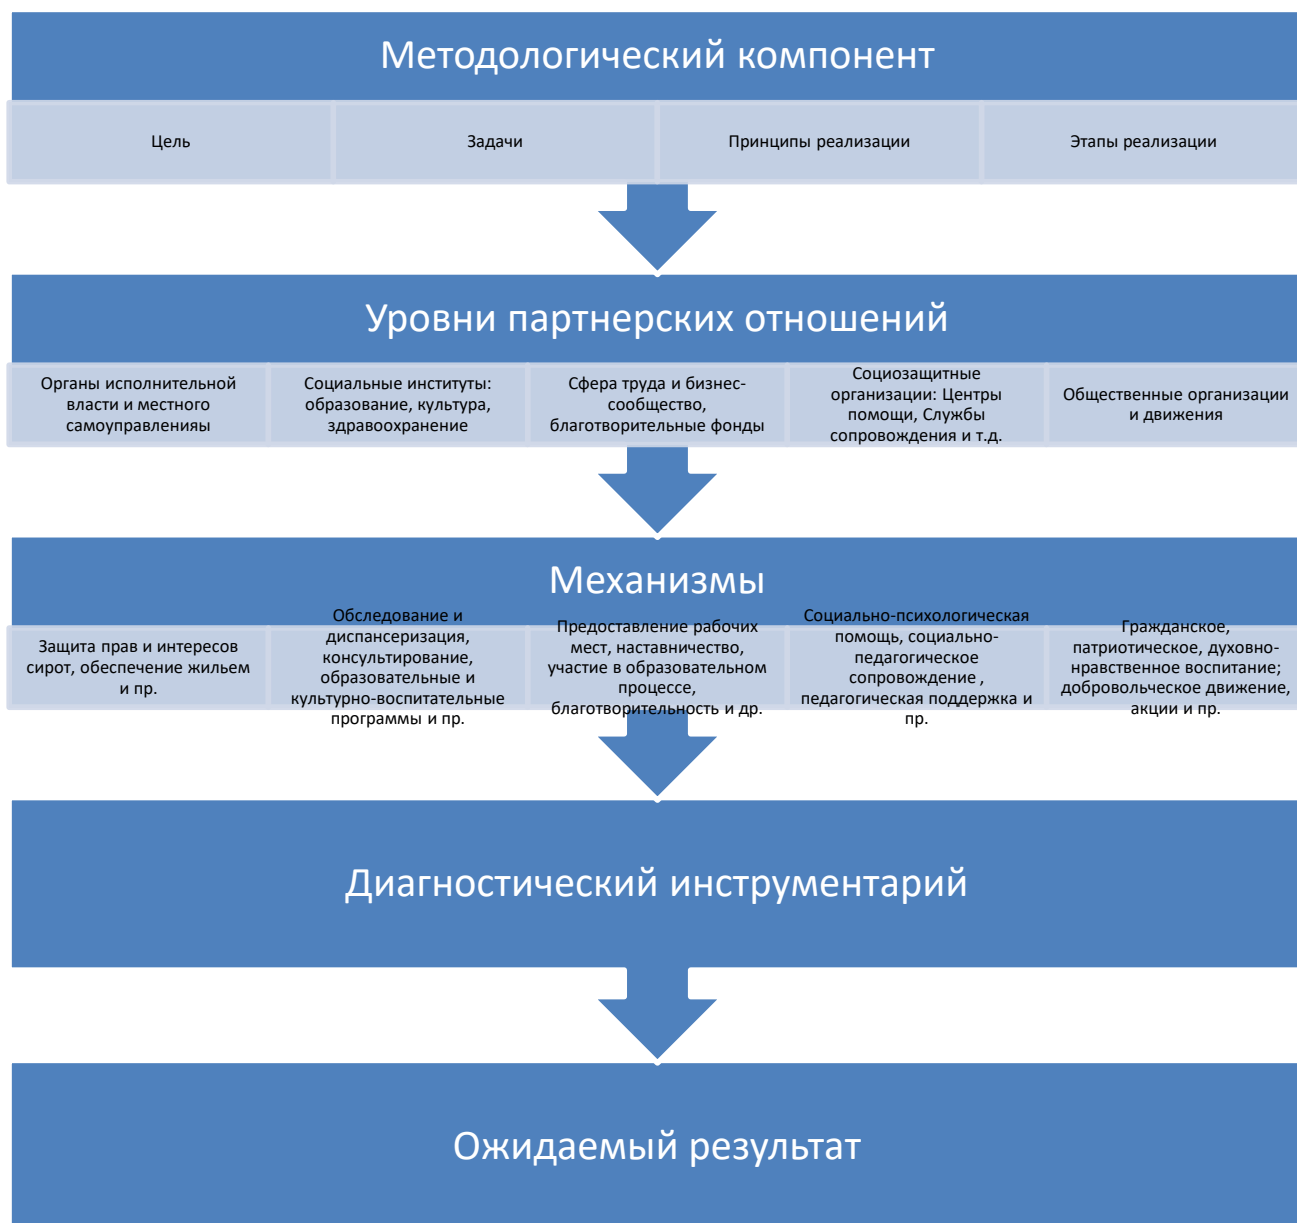 Методологический компонент
Цель
Задачи
Принципы реализации
Этапы реализации
Уровни партнерских отношений
Органы исполнительной
власти и местного
самоуправленияы
Социальные институты:
образование, культура,
здравоохранение
Сфера труда и бизнес-
сообщество,
благотворительные фонды
Социозащитные
организации: Центры
помощи, Службы
сопровождения и т.д.
Общественные организации
и движения
Механизмы
Защита прав и интересов
сирот, обеспечение жильем
и пр.
Обследование и
диспансеризация,
консультирование,
образовательные и
культурно-воспитательные
программы и пр.
Предоставление рабочих
мест, наставничество,
участие в образовательном
процессе,
благотворительность и др.
Социально-психологическая
помощь, социально-
педагогическое
сопровождение ,
педагогическая поддержка и
пр.
Гражданское,
патриотическое, духовно-
нравственное воспитание;
добровольческое движение,
акции и пр.
Диагностический инструментарий
Ожидаемый результат